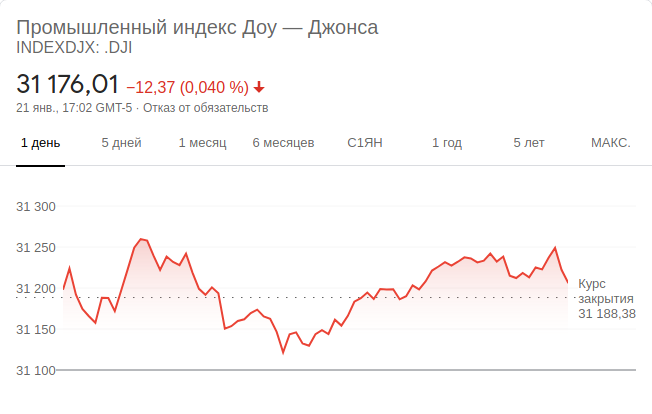 Промышленный индекс Доу — Джонса
INDEXDJX: .DJI
31 176,01 −12,37 (0,040 %)
21 янв., 17:02 GMT-5 · Отказ от обязательств
1 день 5 дней 1 месяц 6 месяцев С1ЯН 1 год 5 лет МАКС.
31 300
31 250
31 200
31 150
31 100
Курс
закрытия
31 188,38